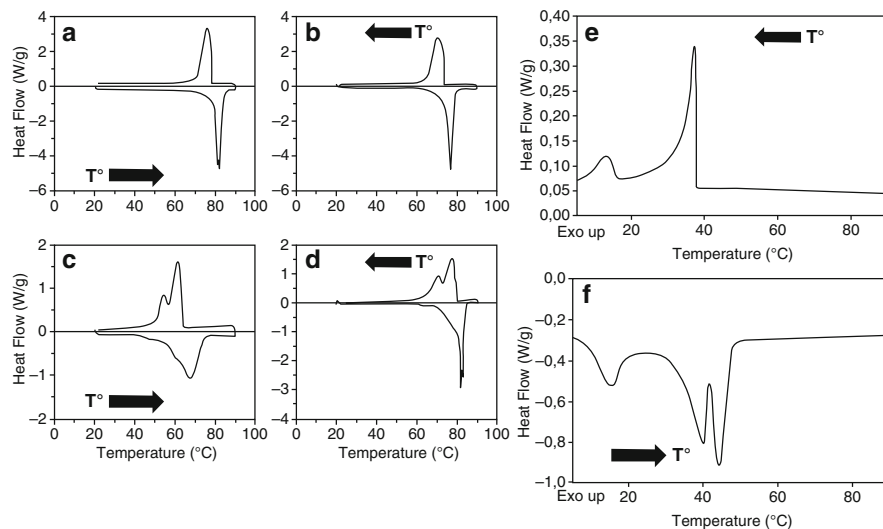 a
Heat Flow (W/g)
4
2
0
–2
–4
–6
T°
0 20 40 60 80 100
b
4
2
0
–2
–4
–6
T°
0 20 40 60 80 100
c
Heat Flow (W/g)
2
1
0
–1
–2
T°
0 20 40 60 80 100
Temperature (°C)
d
2
1
0
–1
–2
–3
–4
T°
0 20 40 60 80 100
Temperature (°C)
e
Heat Flow (W/g)
0,40
0,35
0,30
0,25
0,20
0,15
0,10
0,05
0,00
T°
Exo up 20 40 60 80
Temperature (°C)
f
Heat Flow (W/g)
0,0
–0,2
–0,4
–0,6
–0,8
–1,0
T°
Exo up 20 40 60 80
Temperature (°C)